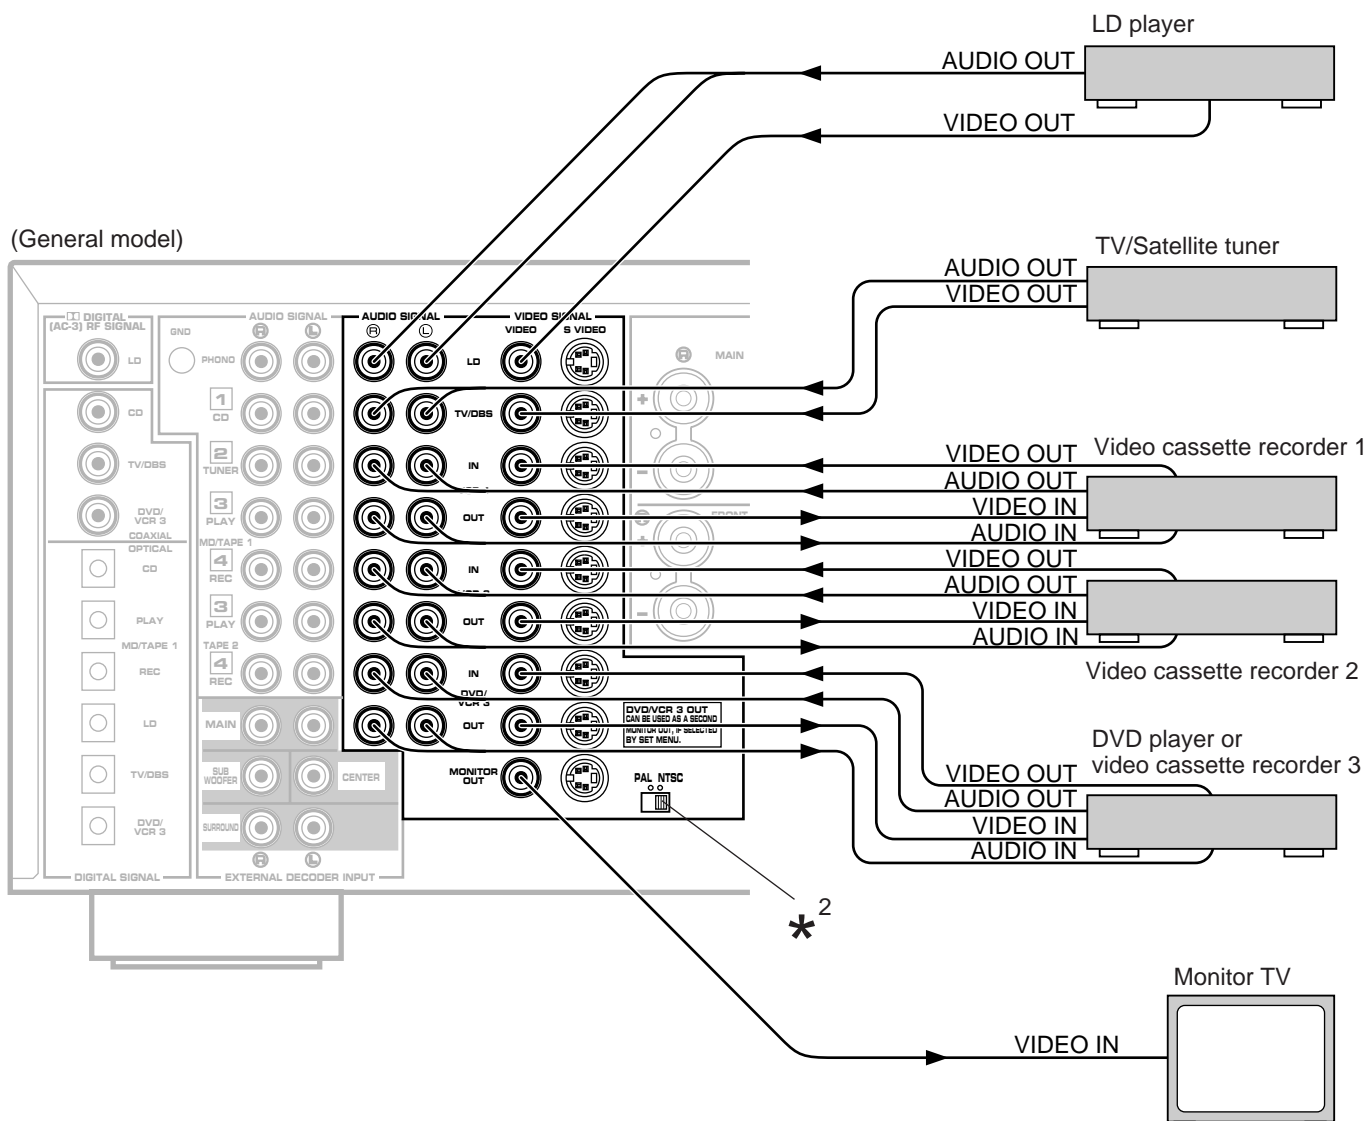 LD player
AUDIO OUT
VIDEO OUT
(General model)
TV/Satellite tuner
AUDIO OUT
VIDEO OUT
DIGITAL
(AC-3) RF SIGNAL
LD
CD
TV/DBS
DVD/
VCR 3
COAXIAL
OPTICAL
CD
PLAY
MD/TAPE 1
REC
LD
TV/DBS
DVD/
VCR 3
DIGITAL SIGNAL
AUDIO SIGNAL
GND
R
L
PHONO
1
CD
2
TUNER
3
PLAY
MD/TAPE 1
4
REC
3
PLAY
TAPE 2
4
REC
MAIN
SUB
WOOFER
CENTER
SURROUND
R
L
EXTERNAL DECODER INPUT
AUDIO SIGNAL
R
L
VIDEO SIGNAL
VIDEO
S VIDEO
LD
TV/DBS
IN
OUT
IN
OUT
IN
DVD/
VCR 3
OUT
DVD/VCR 3 OUT
CAN BE USED AS A SECOND
MONITOR OUT, IF SELECTED
BY SET MENU.
MONITOR
OUT
PAL NTSC
*2
R
MAIN
+
−
FRONT
+
−
Video cassette recorder 1
VIDEO OUT
AUDIO OUT
VIDEO IN
AUDIO IN
VIDEO OUT
AUDIO OUT
VIDEO IN
AUDIO IN
Video cassette recorder 2
DVD player or
video cassette recorder 3
VIDEO OUT
AUDIO OUT
VIDEO IN
AUDIO IN
Monitor TV
VIDEO IN